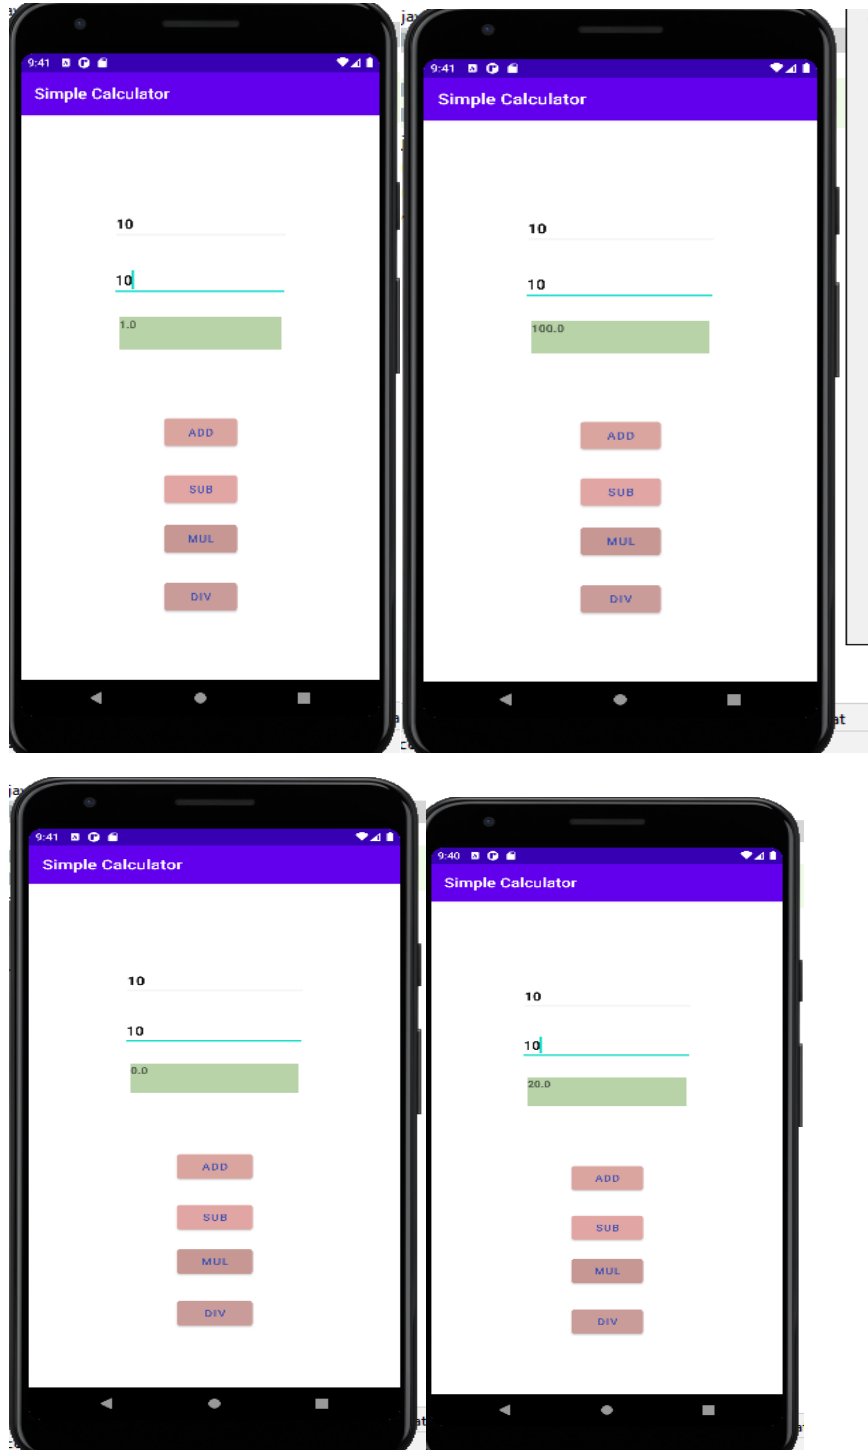 9:41
Simple Calculator
10
10
1.0
ADD
SUB
MUL
DIV
9:41
Simple Calculator
10
10
100.0
ADD
SUB
MUL
DIV
at
9:41
Simple Calculator
10
10
0.0
ADD
SUB
MUL
DIV
9:40
Simple Calculator
10
10
20.0
ADD
SUB
MUL
DIV